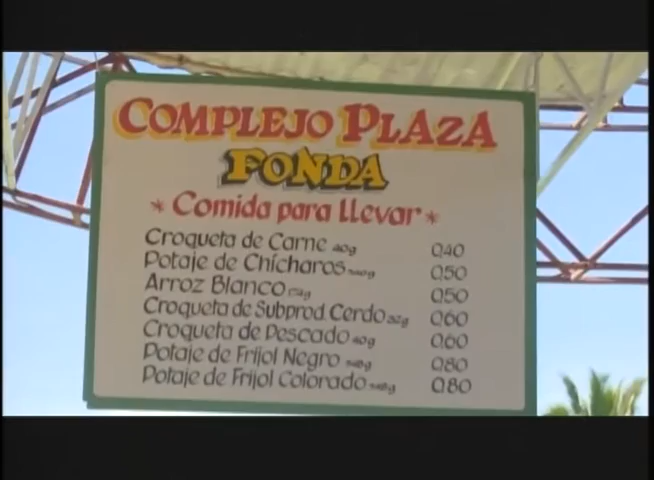 COMPLEJO PLAZA
FONDA
* Comida para Llevar *
Croqueta de Carne 40g 0,40
Potaje de Chícharos 0,50
Arroz Blanco 0,50
Croqueta de Subprod. Cerdo 0,60
Croqueta de Pescado 40g 0,60
Potaje de Frijol Negro 0,80
Potaje de Frijol Colorado 0,80